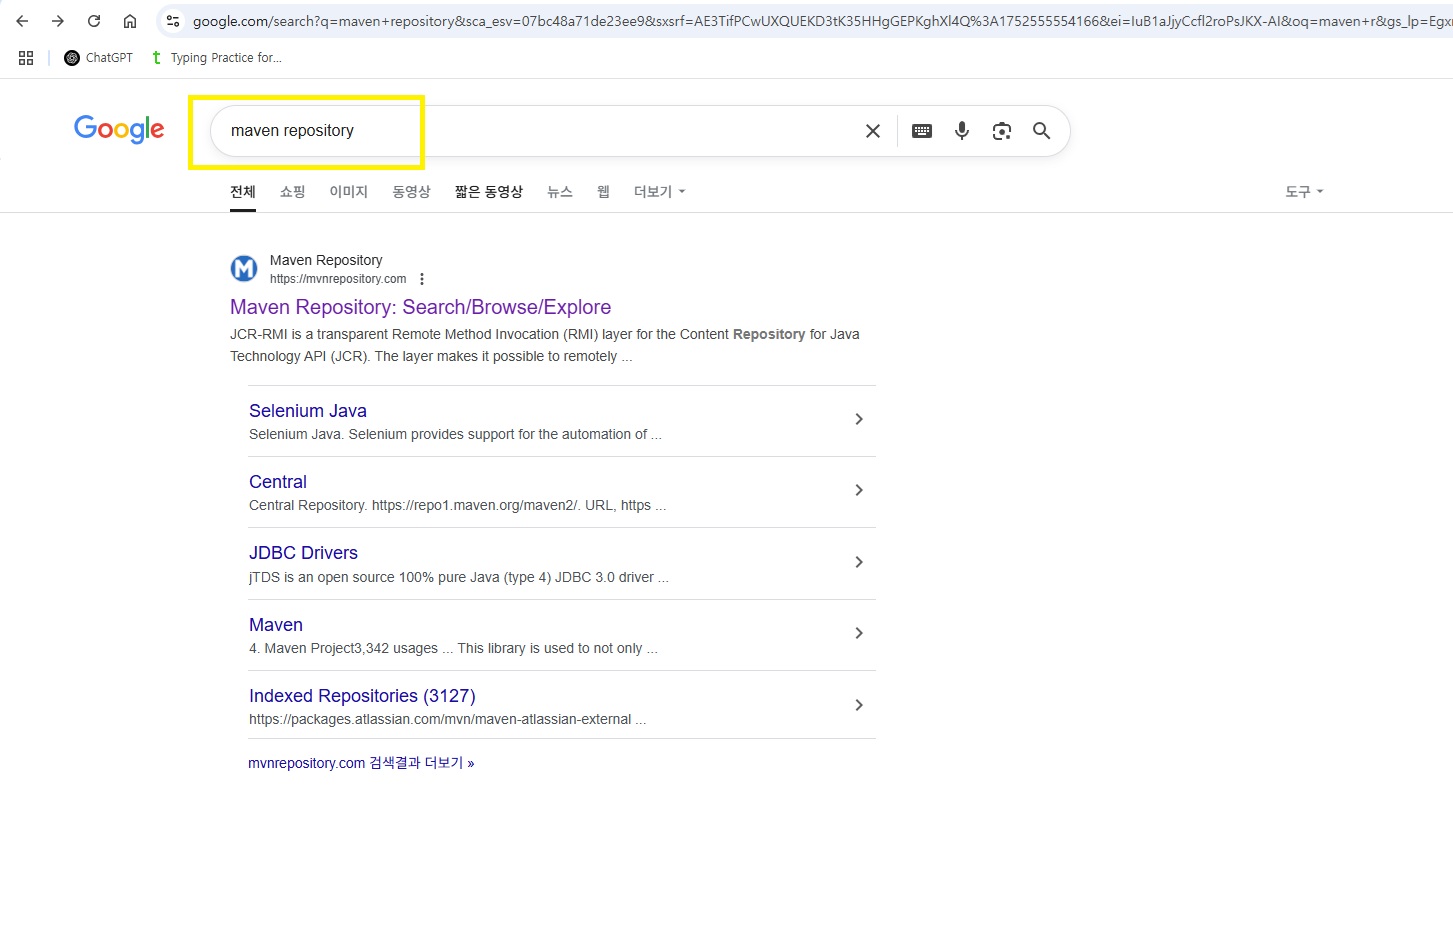 google.com/search?q=maven+repository&sca_esv=07bc48a71de23ee9&sxsrf=AE3TifPCwUXQUEKD3tK35HHgGEPKghXl4Q%3A1752555554166&ei=IuB1aJjyCcfl2roPsJKX-AI&oq=maven+r&gs_lp=Egx
ChatGPT
Typing Practice for...
Google
maven repository
전체 쇼핑 이미지 동영상 짧은 동영상 뉴스 웹 더보기 도구
Maven Repository
https://mvnrepository.com
Maven Repository: Search/Browse/Explore
JCR-RMI is a transparent Remote Method Invocation (RMI) layer for the Content Repository for Java
Technology API (JCR). The layer makes it possible to remotely ...
Selenium Java
Selenium Java. Selenium provides support for the automation of ...
Central
Central Repository. https://repo1.maven.org/maven2/. URL, https ...
JDBC Drivers
jTDS is an open source 100% pure Java (type 4) JDBC 3.0 driver ...
Maven
4. Maven Project3,342 usages ... This library is used to not only ...
Indexed Repositories (3127)
https://packages.atlassian.com/mvn/maven-atlassian-external ...
mvnrepository.com 검색결과 더보기 »